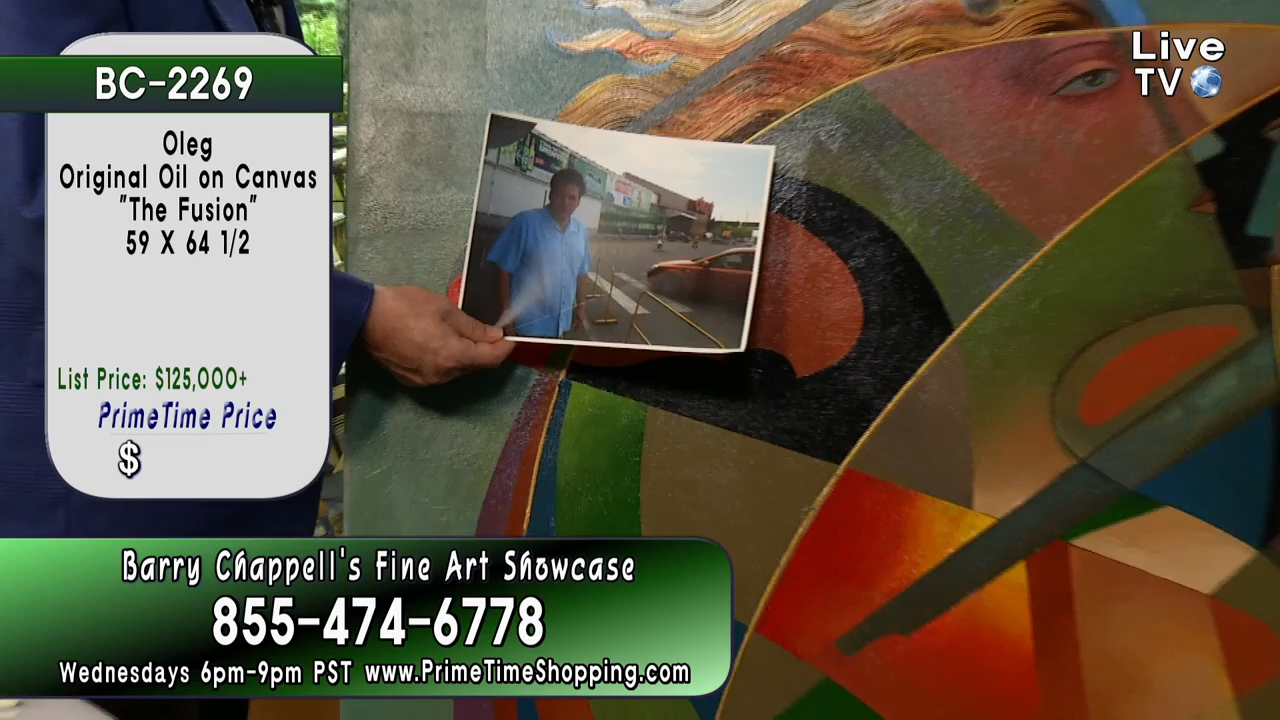 Live
TV
BC-2269
Oleg
Original Oil on Canvas
"The Fusion"
59 X 64 1/2
List Price: $125,000+
PrimeTime Price
$
Barry Chappell's Fine Art Showcase
855-474-6778
Wednesdays 6pm-9pm PST www.PrimeTimeShopping.com